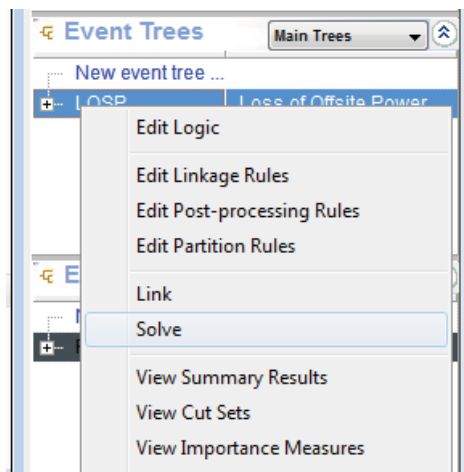 Event Trees
Main Trees
New event tree ...
LOSP Loss of Offsite Power
Edit Logic
Edit Linkage Rules
Edit Post-processing Rules
Edit Partition Rules
E
Link
Solve
View Summary Results
View Cut Sets
View Importance Measures